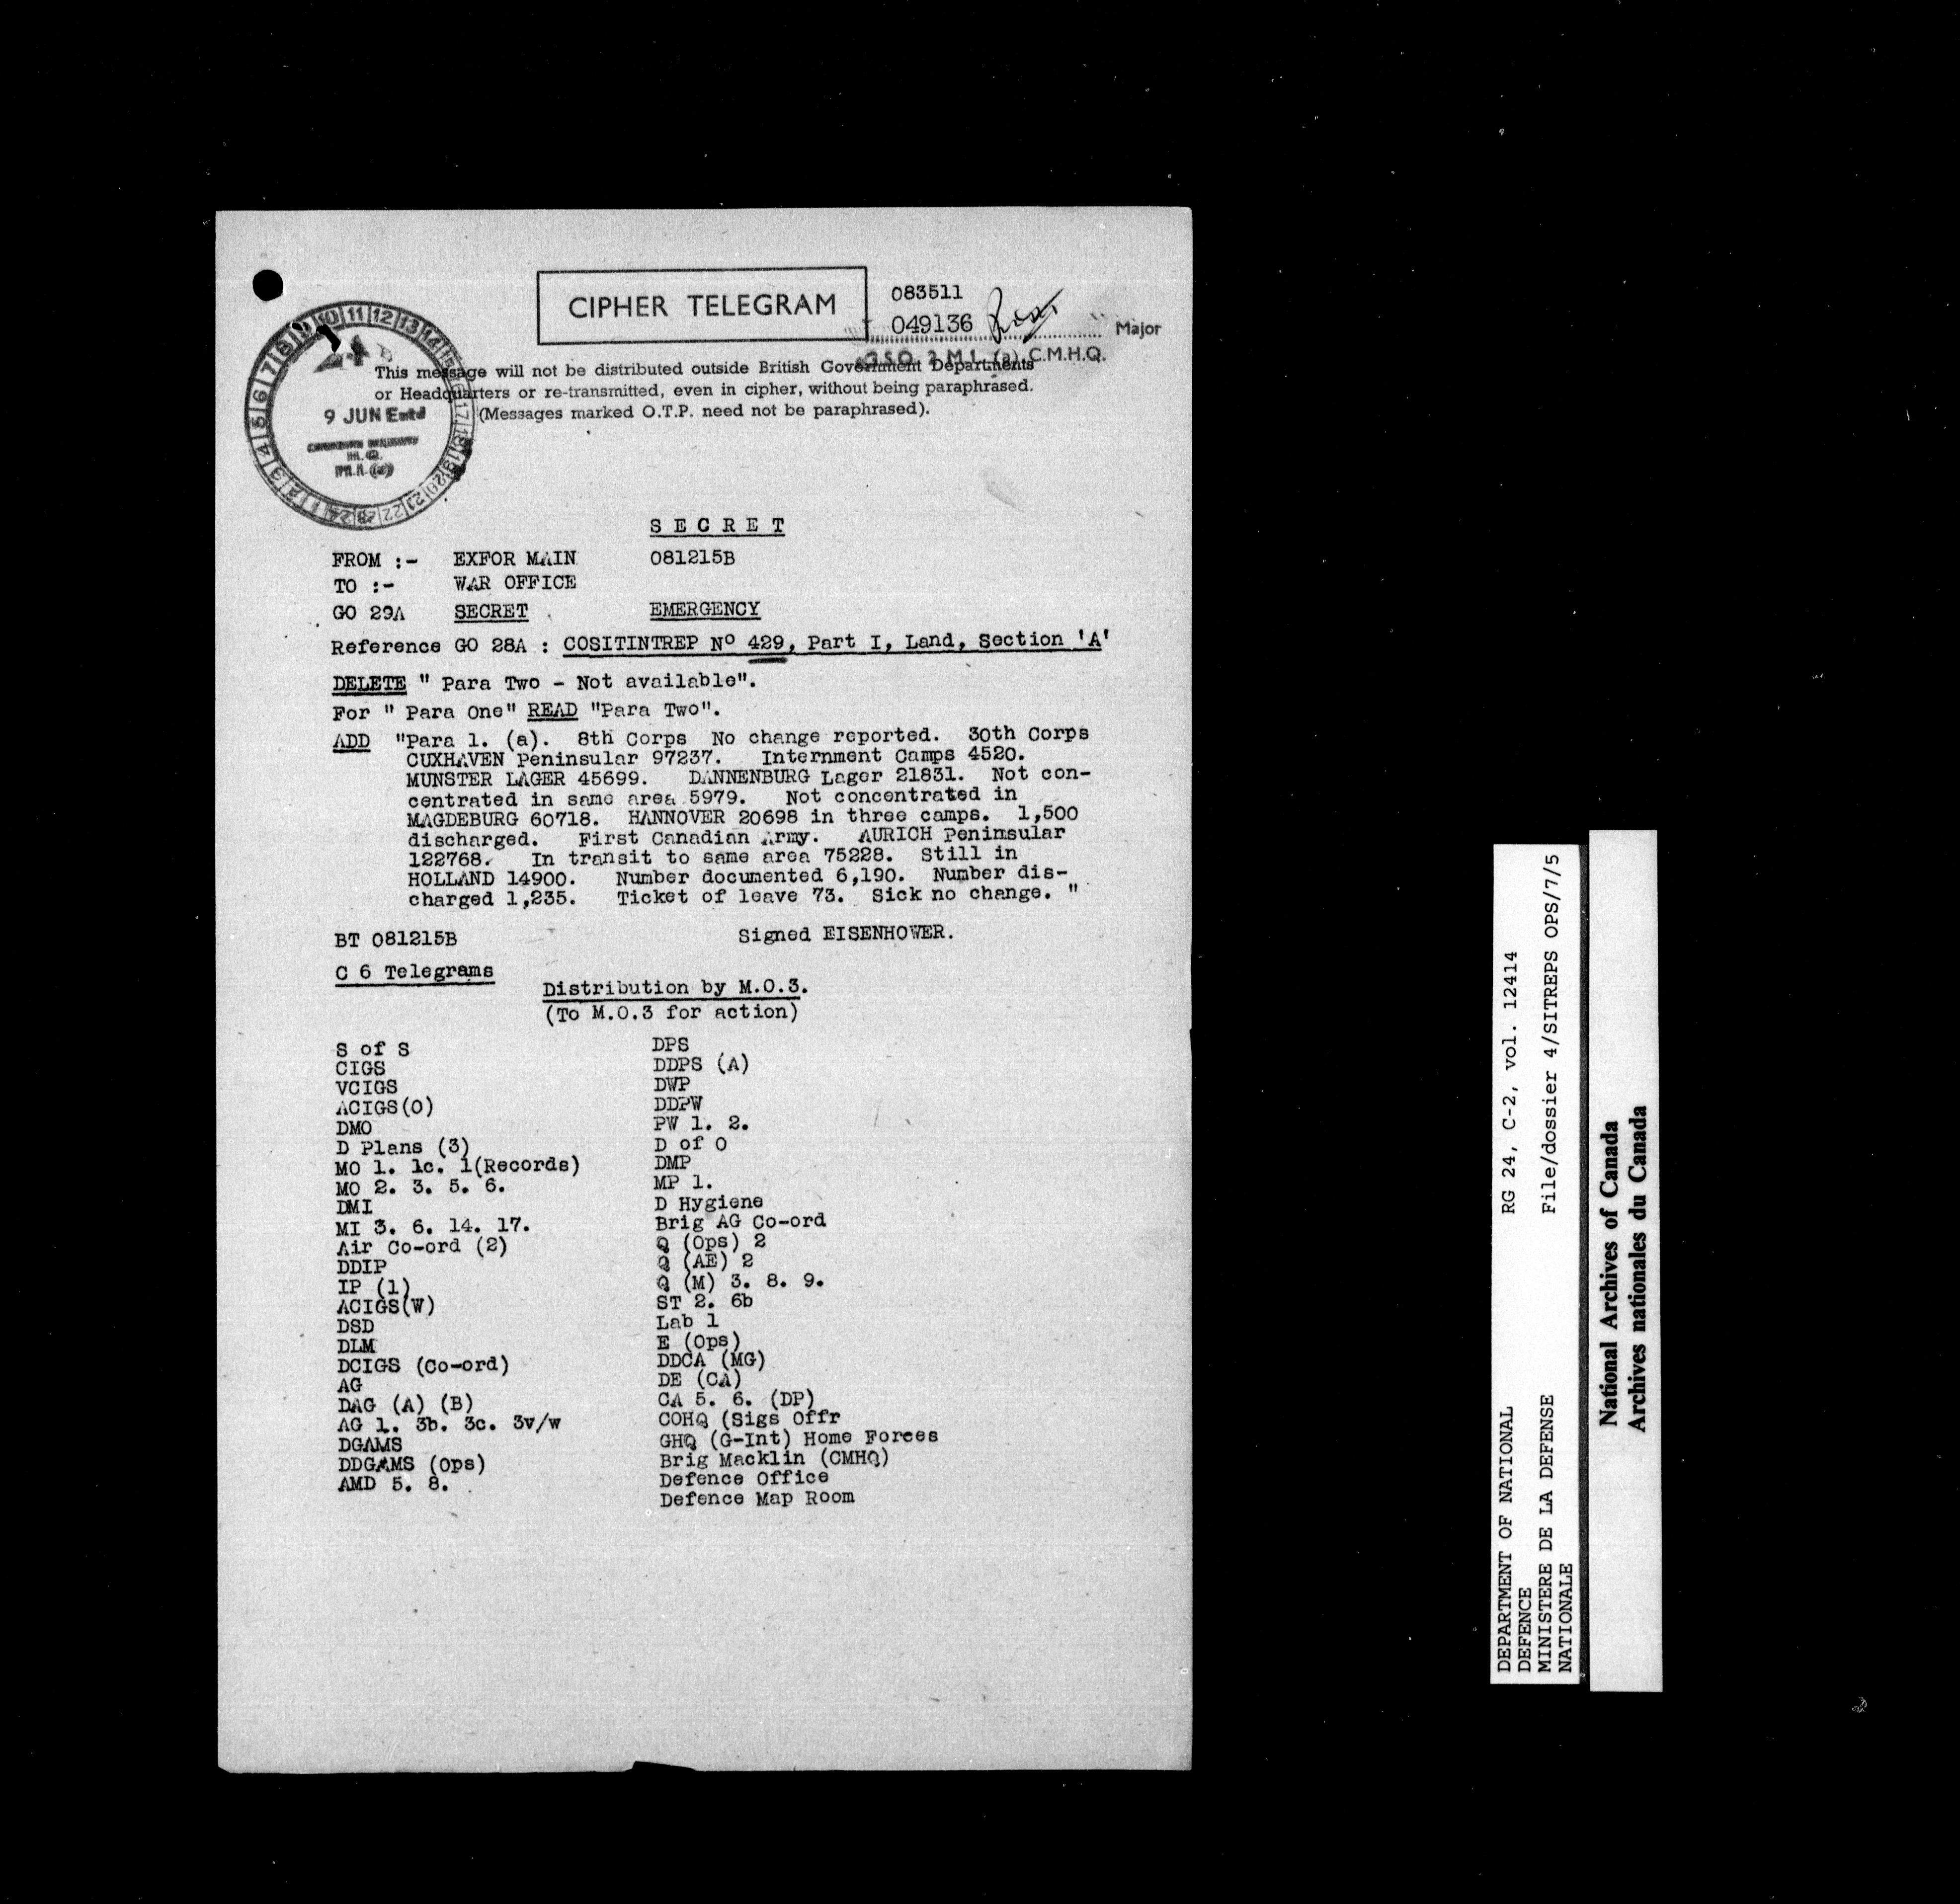 CIPHER TELEGRAM
083511
049136
Major
G.S.O. 2 M.I. (a) C.M.H.Q.
This message will not be distributed outside British Government Departments
or Headquarters or re-transmitted, even in cipher, without being paraphrased.
(Messages marked O.T.P. need not be paraphrased).
9 JUN
S E C R E T
FROM :- EXFOR MAIN 081215B
TO :- WAR OFFICE
GO 29A SECRET EMERGENCY
Reference GO 28A : COSITINTREP Nº 429, Part I, Land, Section 'A'
DELETE " Para Two - Not available".
For " Para One" READ "Para Two".
ADD "Para 1. (a). 8th Corps No change reported. 30th Corps
CUXHAVEN Peninsular 97237. Internment Camps 4520.
MUNSTER LAGER 45699. DANNENBURG Lager 21831. Not con-
centrated in same area 5979. Not concentrated in
MAGDEBURG 60718. HANNOVER 20698 in three camps. 1,500
discharged. First Canadian Army. AURICH Peninsular
122768. In transit to same area 75228. Still in
HOLLAND 14900. Number documented 6,190. Number dis-
charged 1,235. Ticket of leave 73. Sick no change. "
BT 081215B Signed EISENHOWER.
C 6 Telegrams
Distribution by M.O.3.
(To M.O.3 for action)
S of S
CIGS
VCIGS
ACIGS(O)
DMO
D Plans (3)
MO 1. 1c. 1(Records)
MO 2. 3. 5. 6.
DMI
MI 3. 6. 14. 17.
Air Co-ord (2)
DDIP
IP (1)
ACIGS(W)
DSD
DLM
DCIGS (Co-ord)
AG
DAG (A) (B)
AG 1. 3b. 3c. 3v/w
DGAMS
DDGAMS (Ops)
AMD 5. 8.
DPS
DDPS (A)
DWP
DDPW
PW 1. 2.
D of O
DMP
MP 1.
D Hygiene
Brig AG Co-ord
Q (Ops) 2
Q (AE) 2
Q (M) 3. 8. 9.
ST 2. 6b
Lab 1
E (Ops)
DDCA (MG)
DE (CA)
CA 5. 6. (DP)
COHQ (Sigs Offr
GHQ (G-Int) Home Forces
Brig Macklin (CMHQ)
Defence Office
Defence Map Room
DEPARTMENT OF NATIONAL RG 24, C-2, vol. 12414
DEFENCE
MINISTERE DE LA DEFENSE File/dossier 4/SITREPS OPS/7/5
NATIONALE
National Archives of Canada
Archives nationales du Canada